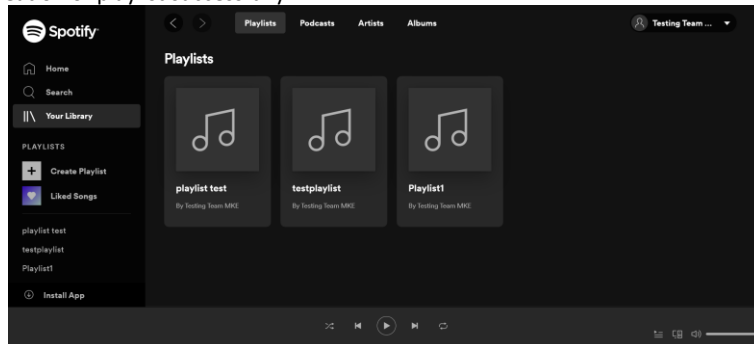 Spotify
Playlists Podcasts Artists Albums
Testing Team ...
Home
Search
Your Library
PLAYLISTS
Create Playlist
Liked Songs
playlist test
testplaylist
Playlist1
Install App
Playlists
playlist test
By Testing Team MKE
testplaylist
By Testing Team MKE
Playlist1
By Testing Team MKE